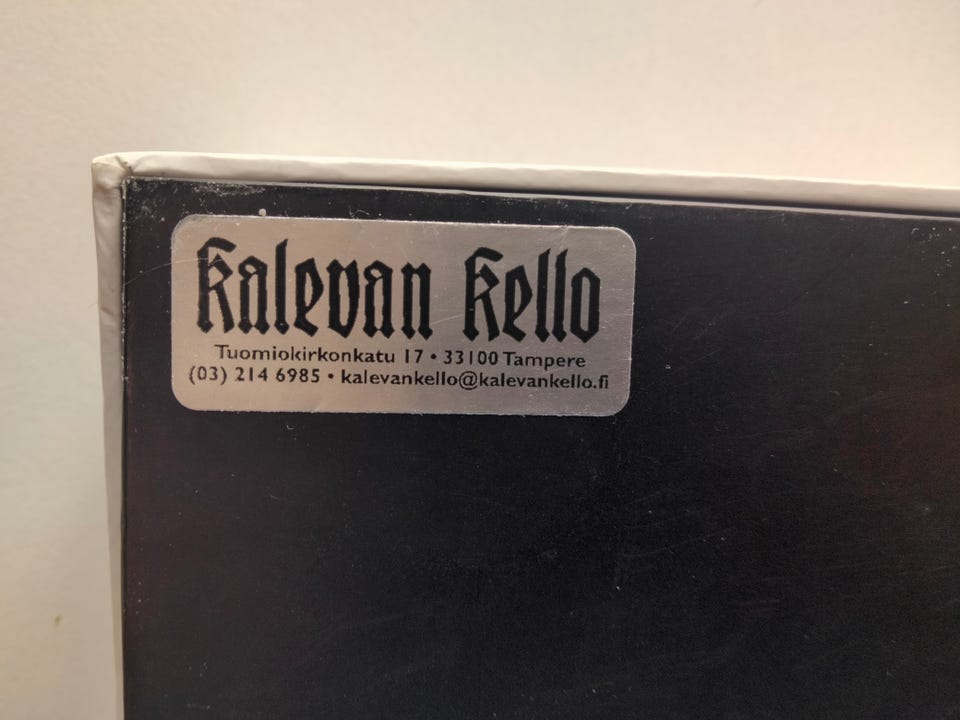 Kalevan Kello
Tuomiokirkonkatu 17 • 33100 Tampere
(03) 214 6985 • kalevankello@kalevankello.fi